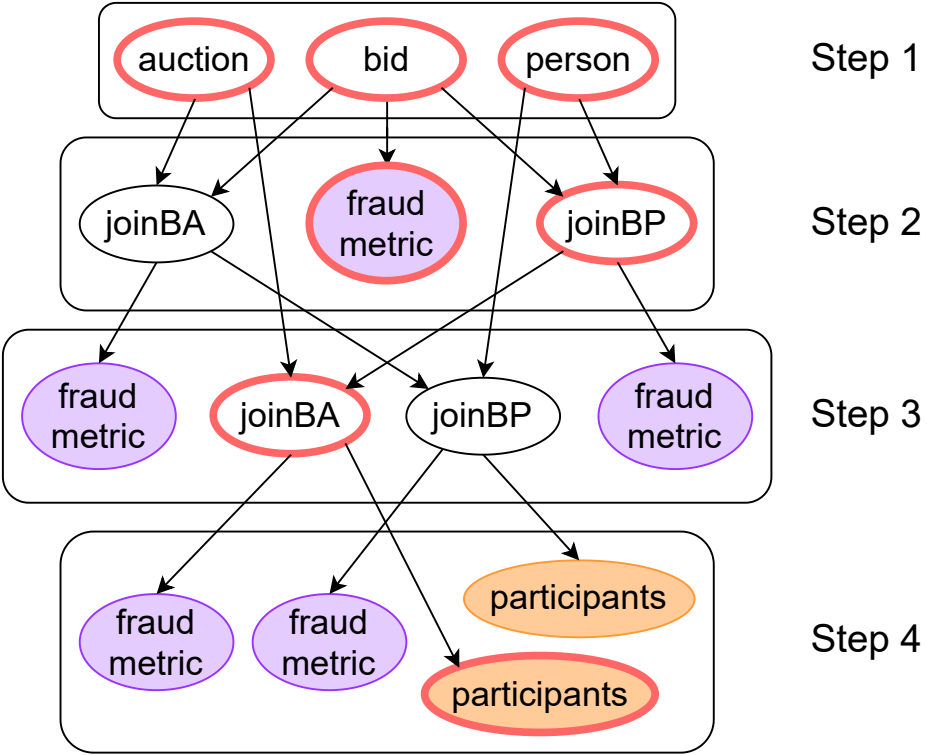 auction
bid
person
Step 1
joinBA
fraud
metric
joinBP
Step 2
fraud
metric
joinBA
joinBP
fraud
metric
Step 3
fraud
metric
fraud
metric
participants
participants
Step 4